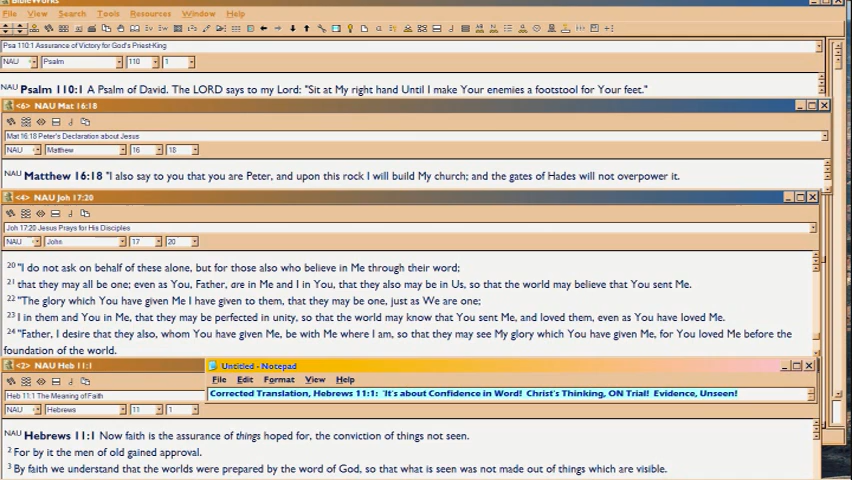 BibleWorks
File View Search Tools Resources Window Help
Psa 110:1 Assurance of Victory for God's Priest-King
NAU Psalm 110 1
NAU Psalm 110:1 A Psalm of David. The LORD says to my Lord: "Sit at My right hand Until I make Your enemies a footstool for Your feet."
<6> NAU Mat 16:18
Mat 16:18 Peter's Declaration about Jesus
NAU Matthew 16 18
NAU Matthew 16:18 "I also say to you that you are Peter, and upon this rock I will build My church; and the gates of Hades will not overpower it.
<4> NAU Joh 17:20
Joh 17:20 Jesus Prays for His Disciples
NAU John 17 20
20 "I do not ask on behalf of these alone, but for those also who believe in Me through their word;
21 that they may all be one; even as You, Father, are in Me and I in You, that they also may be in Us, so that the world may believe that You sent Me.
22 "The glory which You have given Me I have given to them, that they may be one, just as We are one;
23 I in them and You in Me, that they may be perfected in unity, so that the world may know that You sent Me, and loved them, even as You have loved Me.
24 "Father, I desire that they also, whom You have given Me, be with Me where I am, so that they may see My glory which You have given Me, for You loved Me before the
foundation of the world.
<2> NAU Heb 11:1
Untitled - Notepad
File Edit Format View Help
Heb 11:1 The Meaning of Faith
Corrected Translation, Hebrews 11:1: 'It's about Confidence in Word! Christ's Thinking, ON Trial! Evidence, Unseen!
NAU Hebrews 11 1
NAU Hebrews 11:1 Now faith is the assurance of things hoped for, the conviction of things not seen.
2 For by it the men of old gained approval.
3 By faith we understand that the worlds were prepared by the word of God, so that what is seen was not made out of things which are visible.